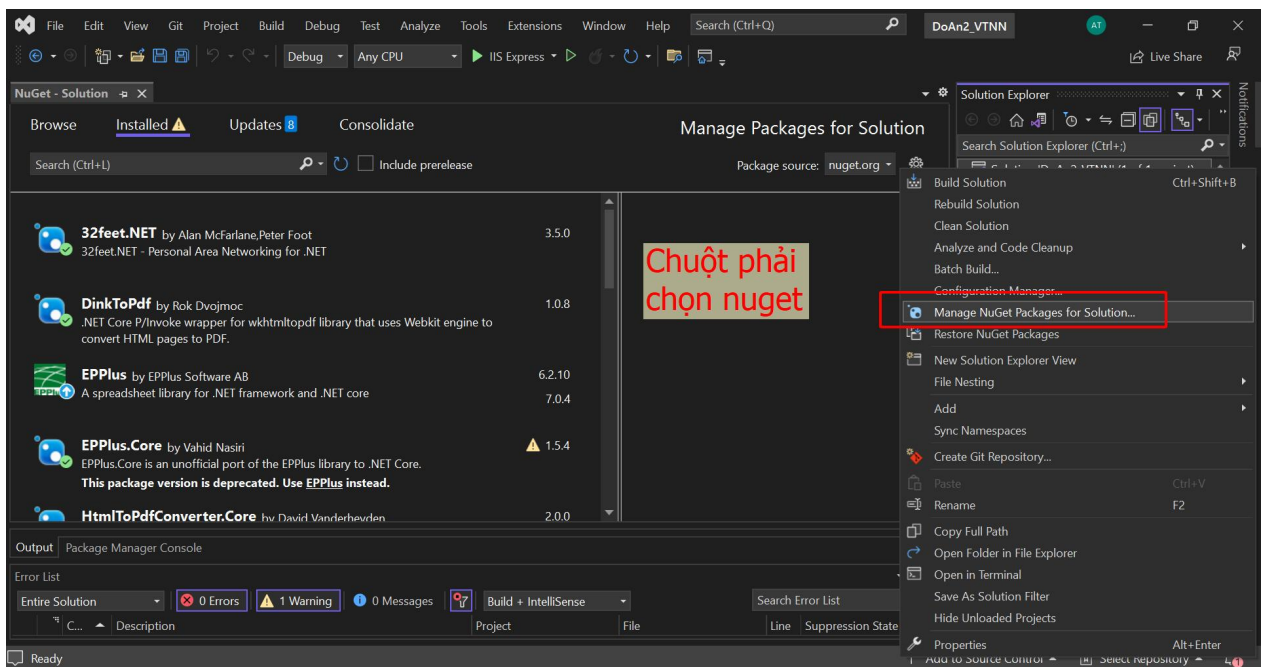 File Edit View Git Project Build Debug Test Analyze Tools Extensions Window Help Search (Ctrl+Q) DoAn2_VTNN AT
Debug Any CPU IIS Express Live Share
NuGet - Solution
Browse Installed Updates 8 Consolidate Manage Packages for Solution
Search (Ctrl+L) Include prerelease Package source: nuget.org
32feet.NET by Alan McFarlane,Peter Foot 3.5.0
32feet.NET - Personal Area Networking for .NET
DinkToPdf by Rok Dvojmoc 1.0.8
.NET Core P/Invoke wrapper for wkhtmltopdf library that uses Webkit engine to
convert HTML pages to PDF.
EPPlus by EPPlus Software AB 6.2.10
A spreadsheet library for .NET framework and .NET core 7.0.4
EPPlus.Core by Vahid Nasiri 1.5.4
EPPlus.Core is an unofficial port of the EPPlus library to .NET Core.
This package version is deprecated. Use EPPlus instead.
HtmlToPdfConverter.Core by David Vanderheyden 2.0.0
Chuột phải
chọn nuget
Solution Explorer
Search Solution Explorer (Ctrl+;)
Notifications
Build Solution Ctrl+Shift+B
Rebuild Solution
Clean Solution
Analyze and Code Cleanup
Batch Build...
Configuration Manager...
Manage NuGet Packages for Solution...
Restore NuGet Packages
New Solution Explorer View
File Nesting
Add
Sync Namespaces
Create Git Repository...
Paste Ctrl+V
Rename F2
Copy Full Path
Open Folder in File Explorer
Open in Terminal
Save As Solution Filter
Hide Unloaded Projects
Properties Alt+Enter
Output Package Manager Console
Error List
Entire Solution 0 Errors 1 Warning 0 Messages Build + IntelliSense Search Error List
C... Description Project File Line Suppression State
Ready Add to Source Control Select Repository